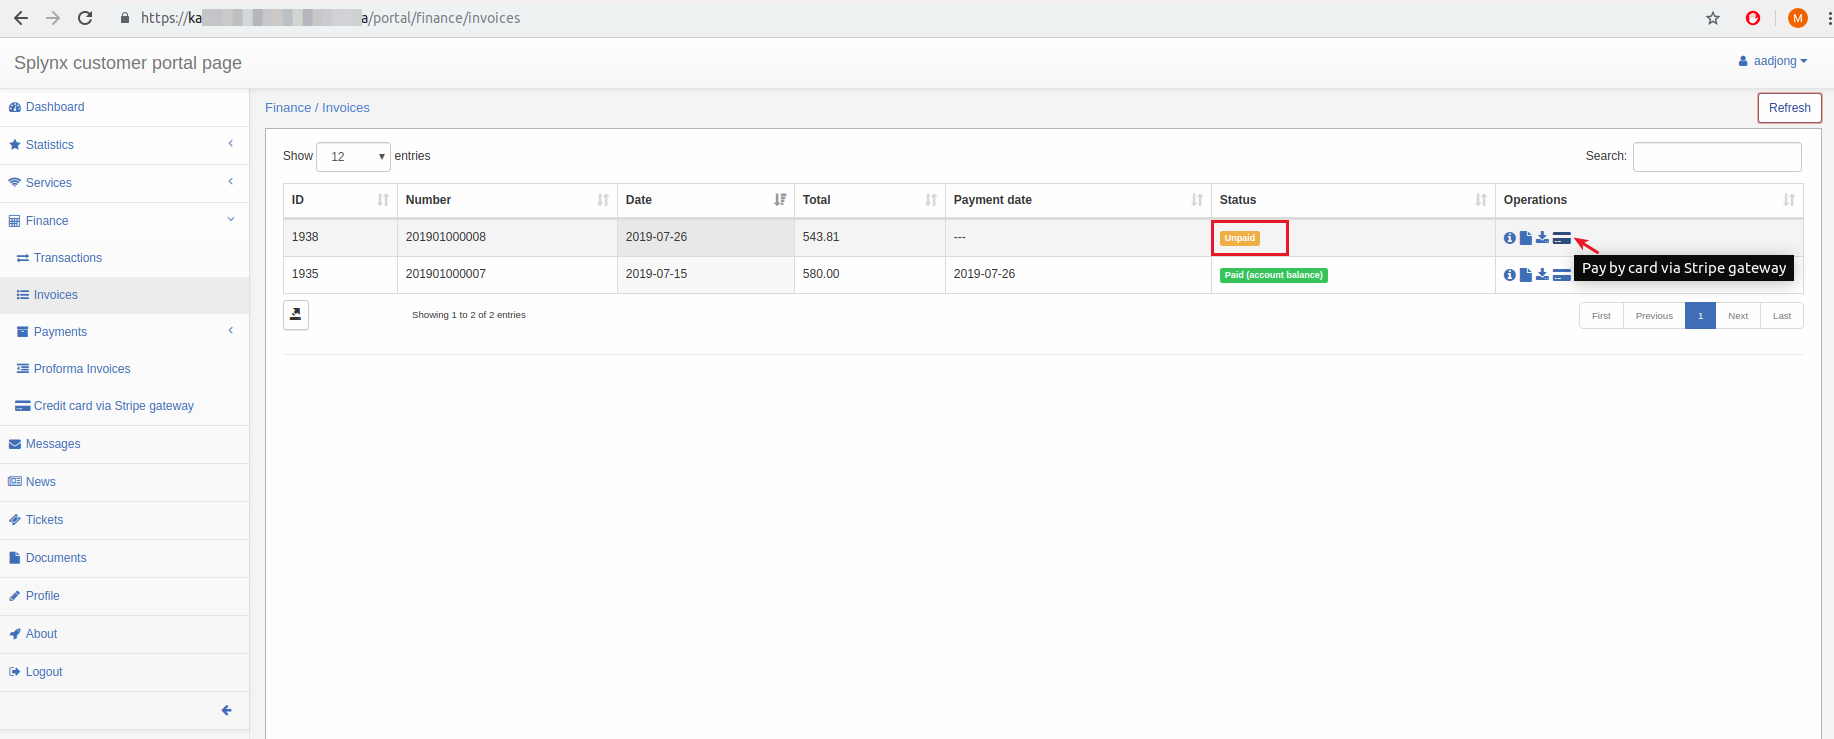 https://ka a/portal/finance/invoices
M
Splynx customer portal page
aadjong
Dashboard
Statistics
Services
Finance
Transactions
Invoices
Payments
Proforma Invoices
Credit card via Stripe gateway
Messages
News
Tickets
Documents
Profile
About
Logout
Finance / Invoices
Refresh
Show 12 entries
Search:
ID Number Date Total Payment date Status Operations
1938 201901000008 2019-07-26 543.81 --- Unpaid
Pay by card via Stripe gateway
1935 201901000007 2019-07-15 580.00 2019-07-26 Paid (account balance)
Showing 1 to 2 of 2 entries
First Previous 1 Next Last